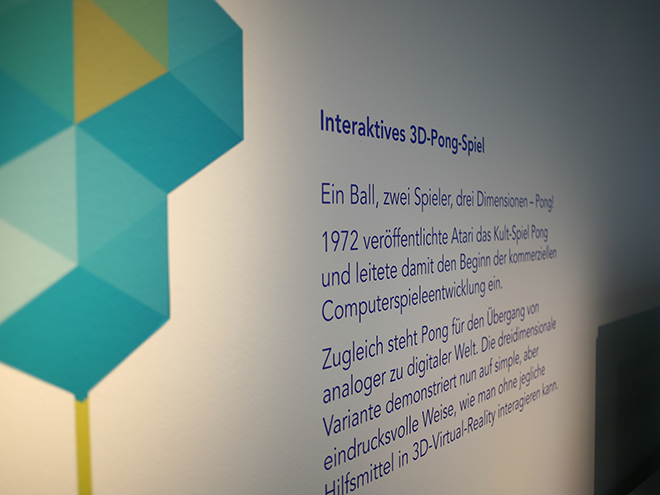 Interaktives 3D-Pong-Spiel
Ein Ball, zwei Spieler, drei Dimensionen – Pong!
1972 veröffentlichte Atari das Kult-Spiel Pong
und leitete damit den Beginn der kommerziellen
Computerspieleentwicklung ein.
Zugleich steht Pong für den Übergang von
analoger zu digitaler Welt. Die dreidimensionale
Variante demonstriert nun auf simple, aber
eindrucksvolle Weise, wie man ohne jegliche
Hilfsmittel in 3D-Virtual-Reality interagieren kann.